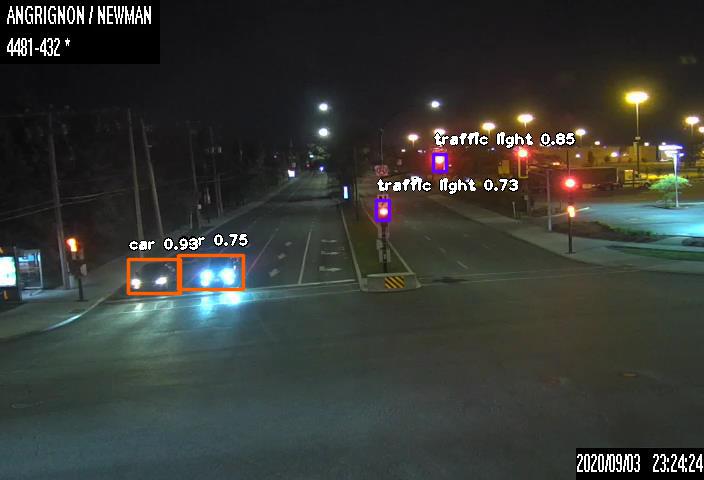 ANGRIGNON / NEWMAN
4481-432 *
traffic light 0.85
traffic light 0.73
car 0.93
car 0.75
2020/09/03 23:24:24